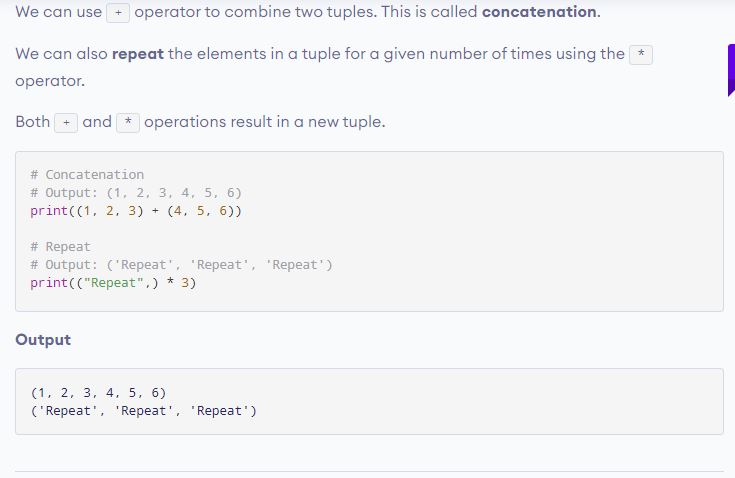 We can use + operator to combine two tuples. This is called concatenation.
We can also repeat the elements in a tuple for a given number of times using the *
operator.
Both + and * operations result in a new tuple.
# Concatenation
# Output: (1, 2, 3, 4, 5, 6)
print((1, 2, 3) + (4, 5, 6))
# Repeat
# Output: ('Repeat', 'Repeat', 'Repeat')
print(("Repeat",) * 3)
Output
(1, 2, 3, 4, 5, 6)
('Repeat', 'Repeat', 'Repeat')